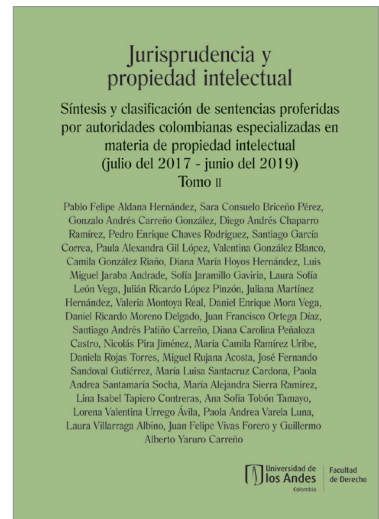 Jurisprudencia y
propiedad intelectual
Síntesis y clasificación de sentencias proferidas
por autoridades colombianas especializadas en
materia de propiedad intelectual
(julio del 2017 - junio del 2019)
Tomo II
Pablo Felipe Aldana Hernández, Sara Consuelo Briceño Pérez,
Gonzalo Andrés Carreño González, Diego Andrés Chaparro
Ramírez, Pedro Enrique Chaves Rodríguez, Santiago García
Correa, Paula Alexandra Gil López, Valentina González Blanco,
Camila González Riaño, Diana María Hoyos Hernández, Luis
Miguel Jaraba Andrade, Sofía Jaramillo Gaviria, Laura Sofía
León Vega, Julián Ricardo López Pinzón, Juliana Martínez
Hernández, Valeria Montoya Real, Daniel Enrique Mora Vega,
Daniel Ricardo Moreno Delgado, Juan Francisco Ortega Díaz,
Santiago Andrés Patiño Carreño, Diana Carolina Peñaloza
Castro, Nicolás Pira Jiménez, María Camila Ramírez Uribe,
Daniela Rojas Torres, Miguel Rujana Acosta, José Fernando
Sandoval Gutiérrez, María Luisa Santacruz Cardona, Paola
Andrea Santamaría Socha, María Alejandra Sierra Ramírez,
Lina Isabel Tapiero Contreras, Ana Sofía Tobón Tamayo,
Lorena Valentina Urrego Ávila, Paola Andrea Varela Luna,
Laura Villarraga Albino, Juan Felipe Vivas Forero y Guillermo
Alberto Yaruro Carreño
Universidad de
los Andes
Colombia
Facultad
de Derecho